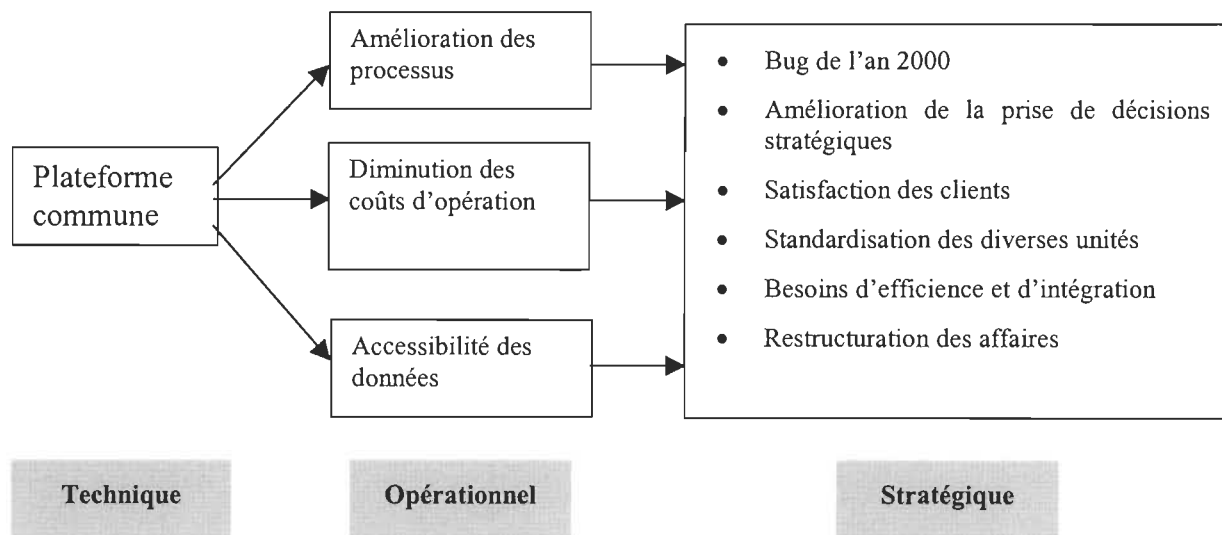 Plateforme
commune
Amélioration des
processus
Diminution des
coûts d'opération
Accessibilité des
données
• Bug de l'an 2000
• Amélioration de la prise de décisions
stratégiques
• Satisfaction des clients
• Standardisation des diverses unités
• Besoins d'efficience et d'intégration
• Restructuration des affaires
Technique
Opérationnel
Stratégique